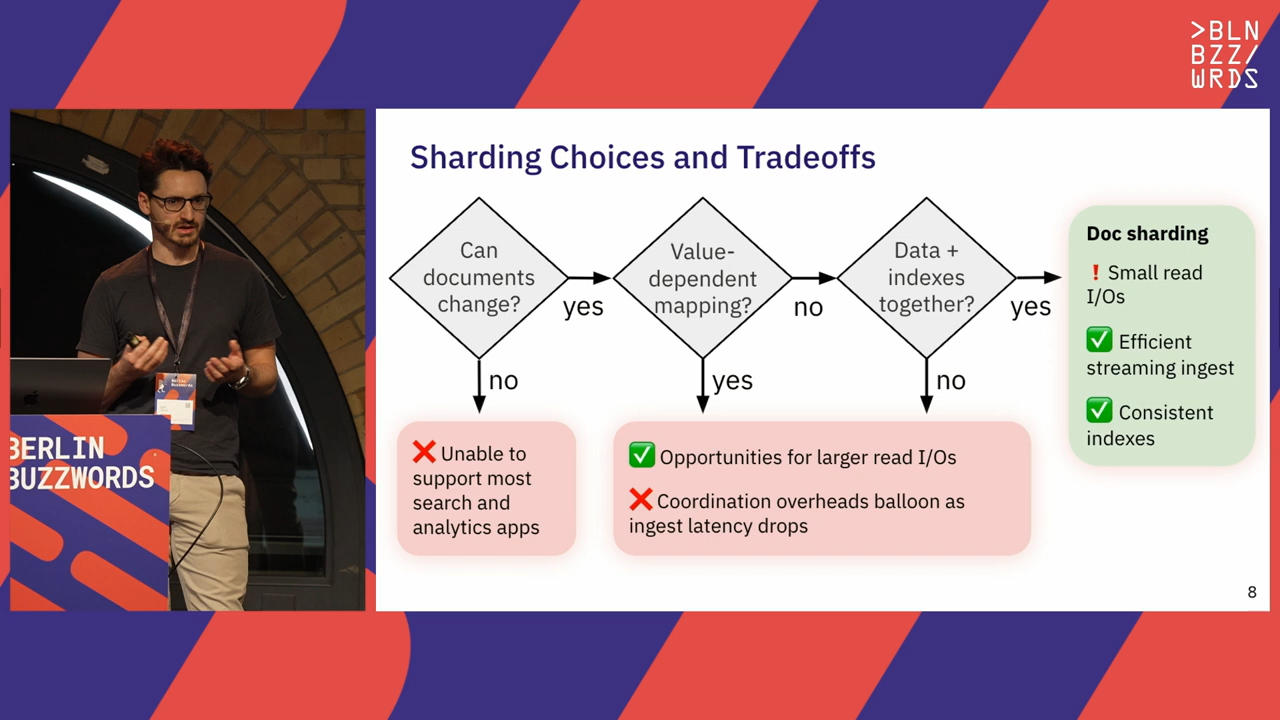 >BLN
BZZ/
WRDS
Sharding Choices and Tradeoffs
Can
documents
change?
yes
no
Value-
dependent
mapping?
no
yes
Data +
indexes
together?
yes
no
Doc sharding
❗ Small read
I/Os
✅ Efficient
streaming ingest
✅ Consistent
indexes
❌ Unable to
support most
search and
analytics apps
✅ Opportunities for larger read I/Os
❌ Coordination overheads balloon as
ingest latency drops
8
BERLIN
BUZZWORDS